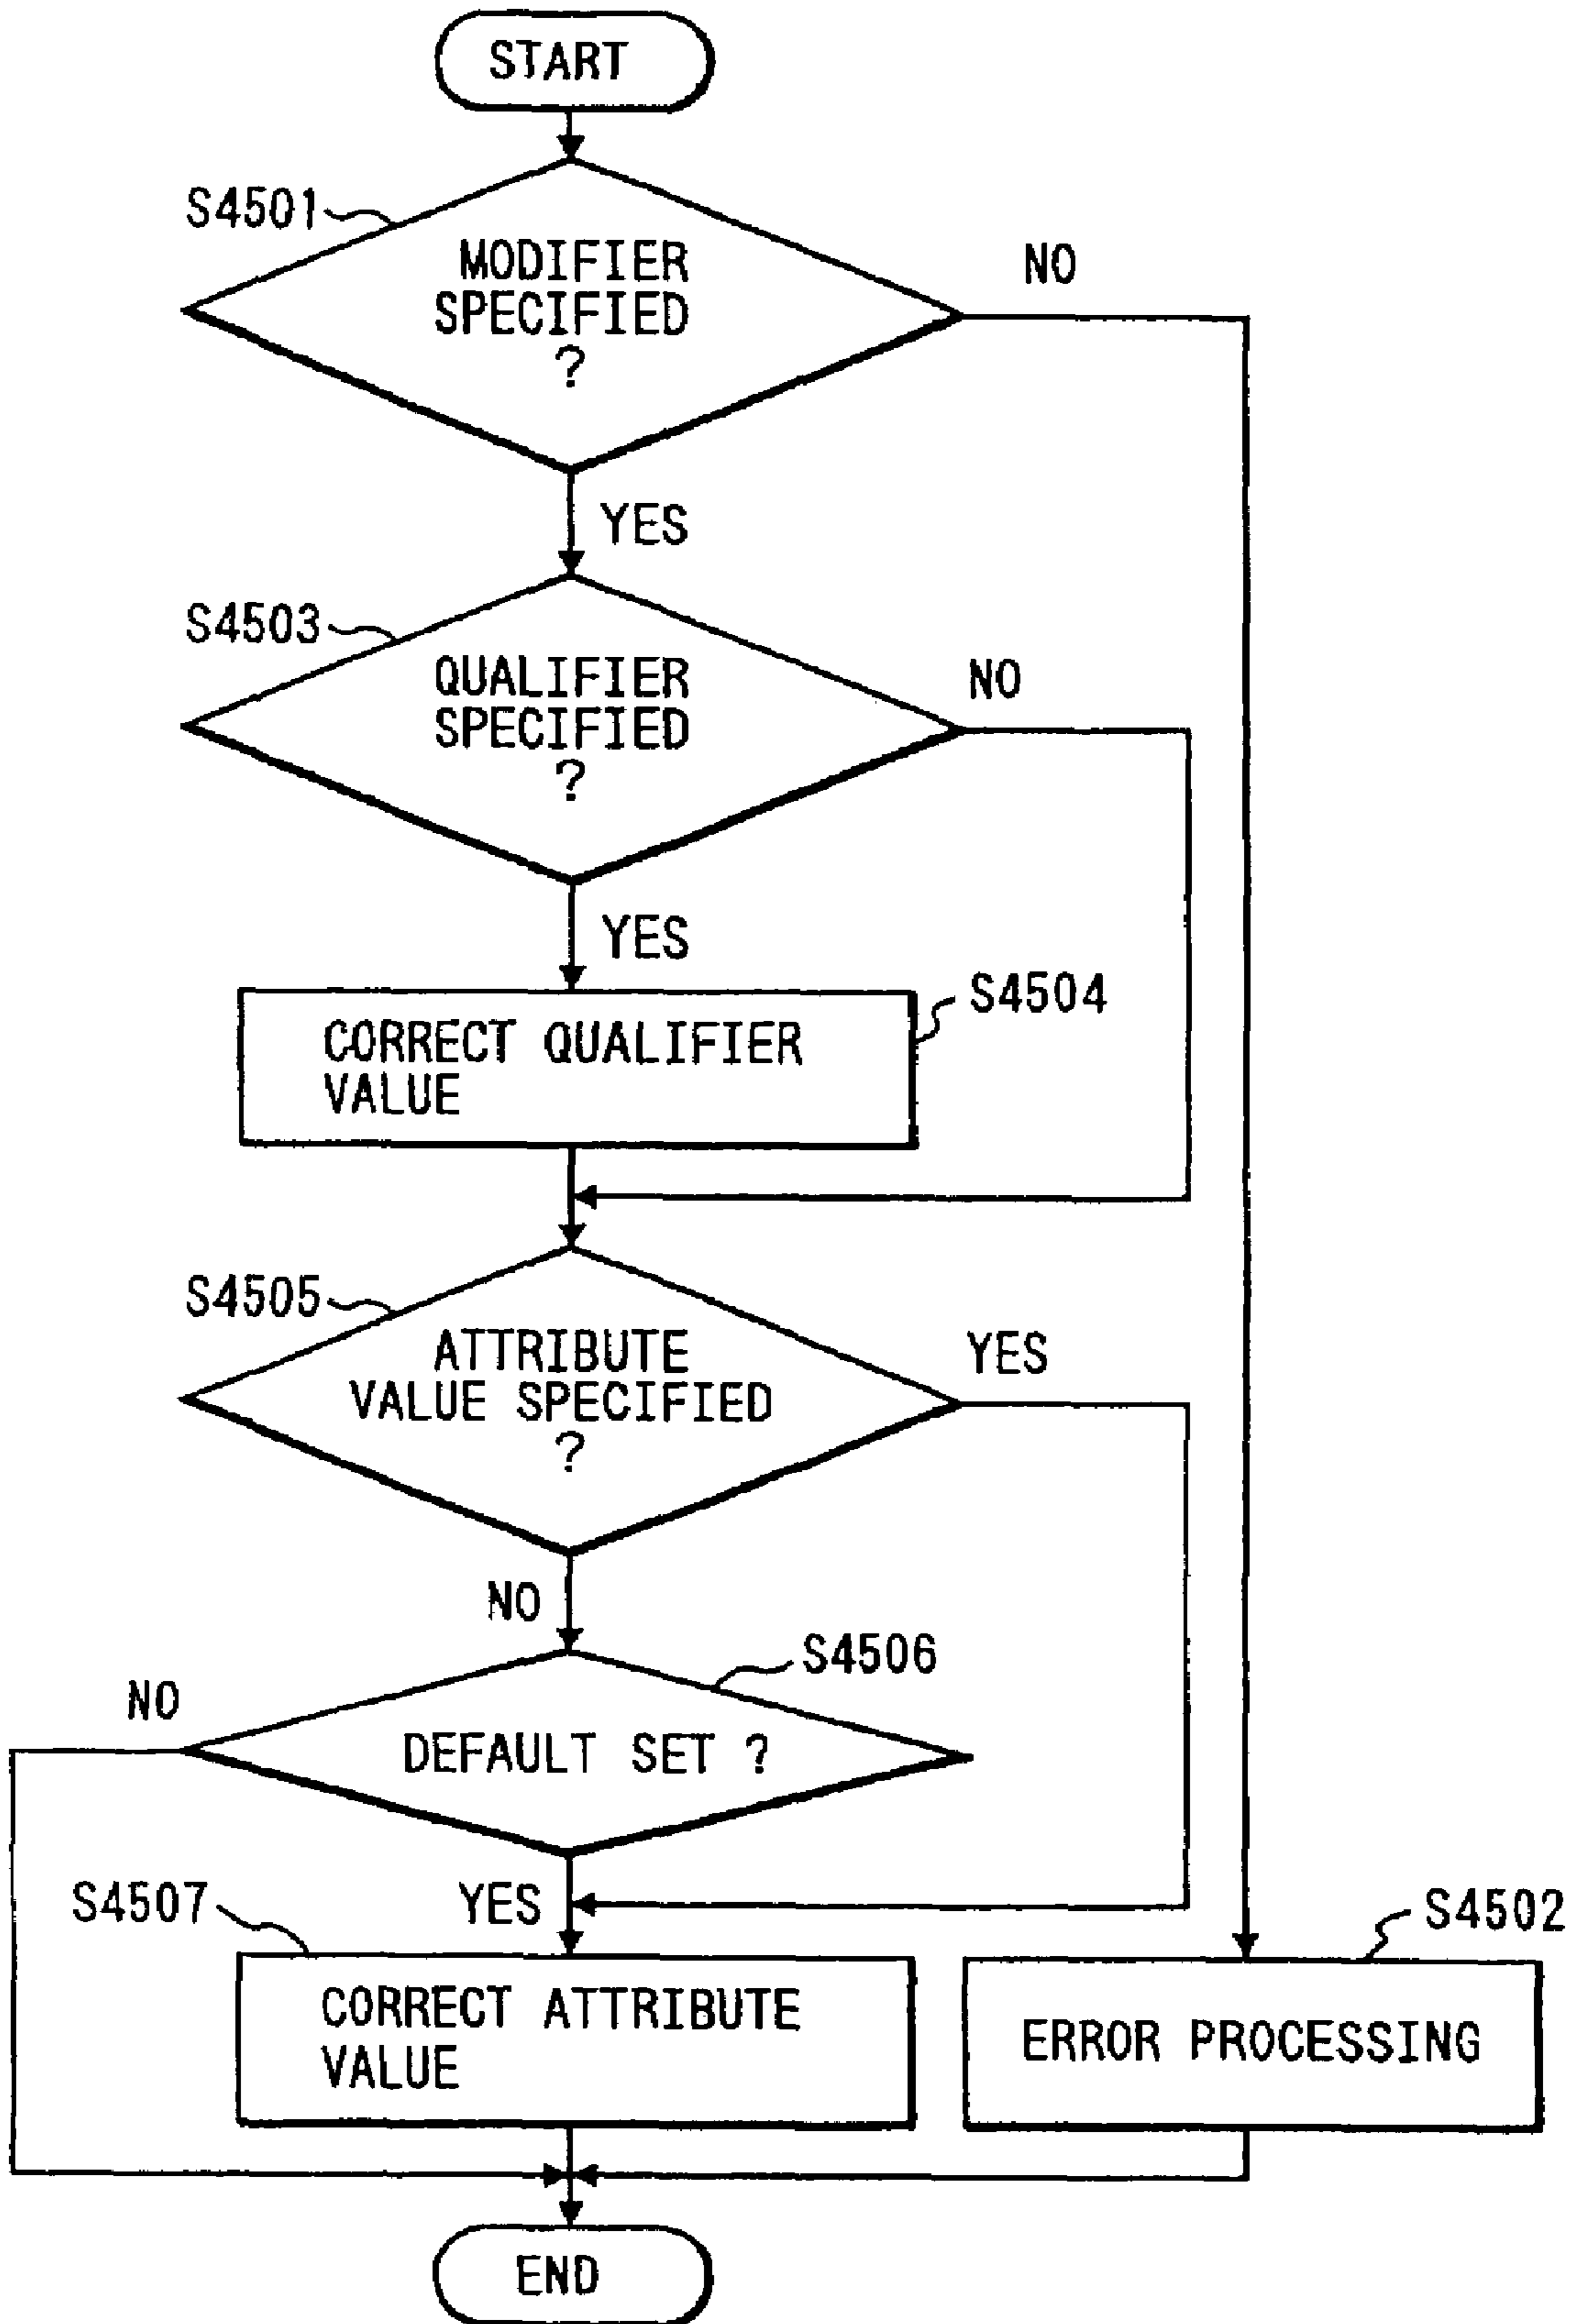 START
S4501
MODIFIER
SPECIFIED
?
NO
YES
S4503
QUALIFIER
SPECIFIED
?
NO
YES
S4504
CORRECT QUALIFIER
VALUE
S4505
ATTRIBUTE
VALUE SPECIFIED
?
YES
NO
S4506
NO
DEFAULT SET ?
S4507
YES
S4502
CORRECT ATTRIBUTE
VALUE
ERROR PROCESSING
END